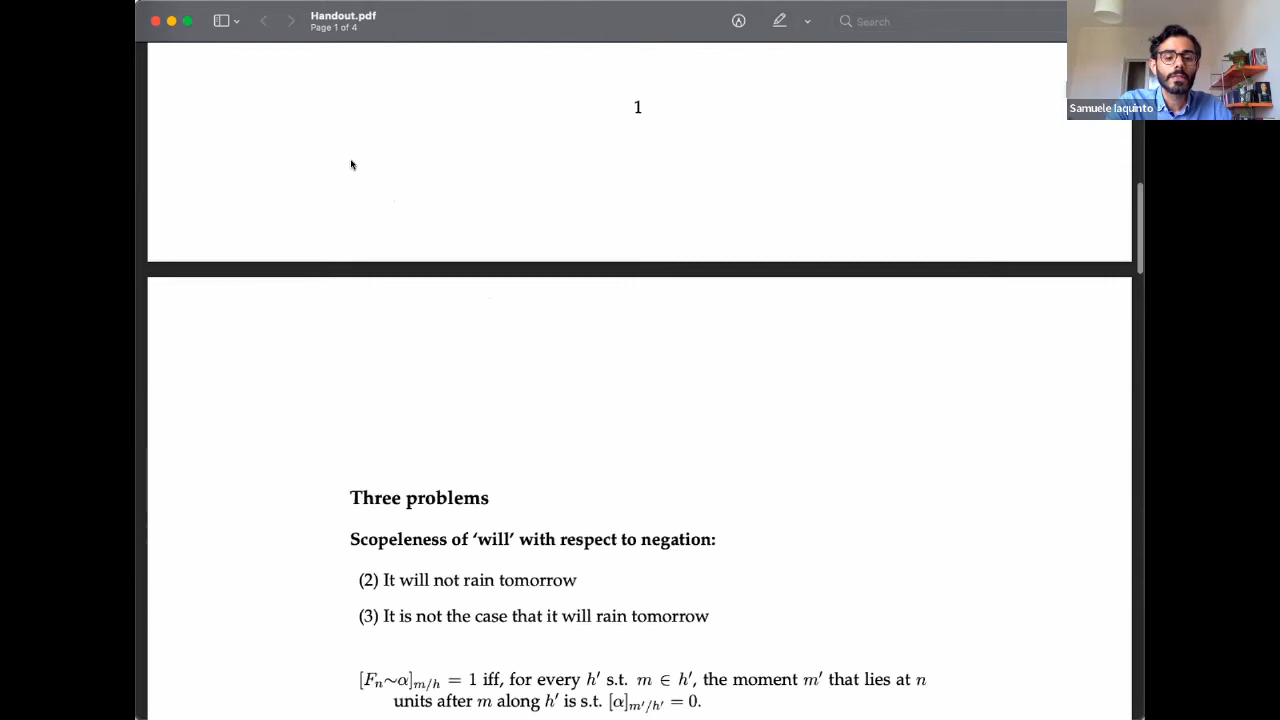 Handout.pdf
Page 1 of 4
Search
Samuele Iaquinto
1
Three problems
Scopeleness of ‘will’ with respect to negation:
(2) It will not rain tomorrow
(3) It is not the case that it will rain tomorrow
[Fₙ∼α]ₘ/ₕ = 1 iff, for every h′ s.t. m ∈ h′, the moment m′ that lies at n
units after m along h′ is s.t. [α]ₘ′/ₕ′ = 0.